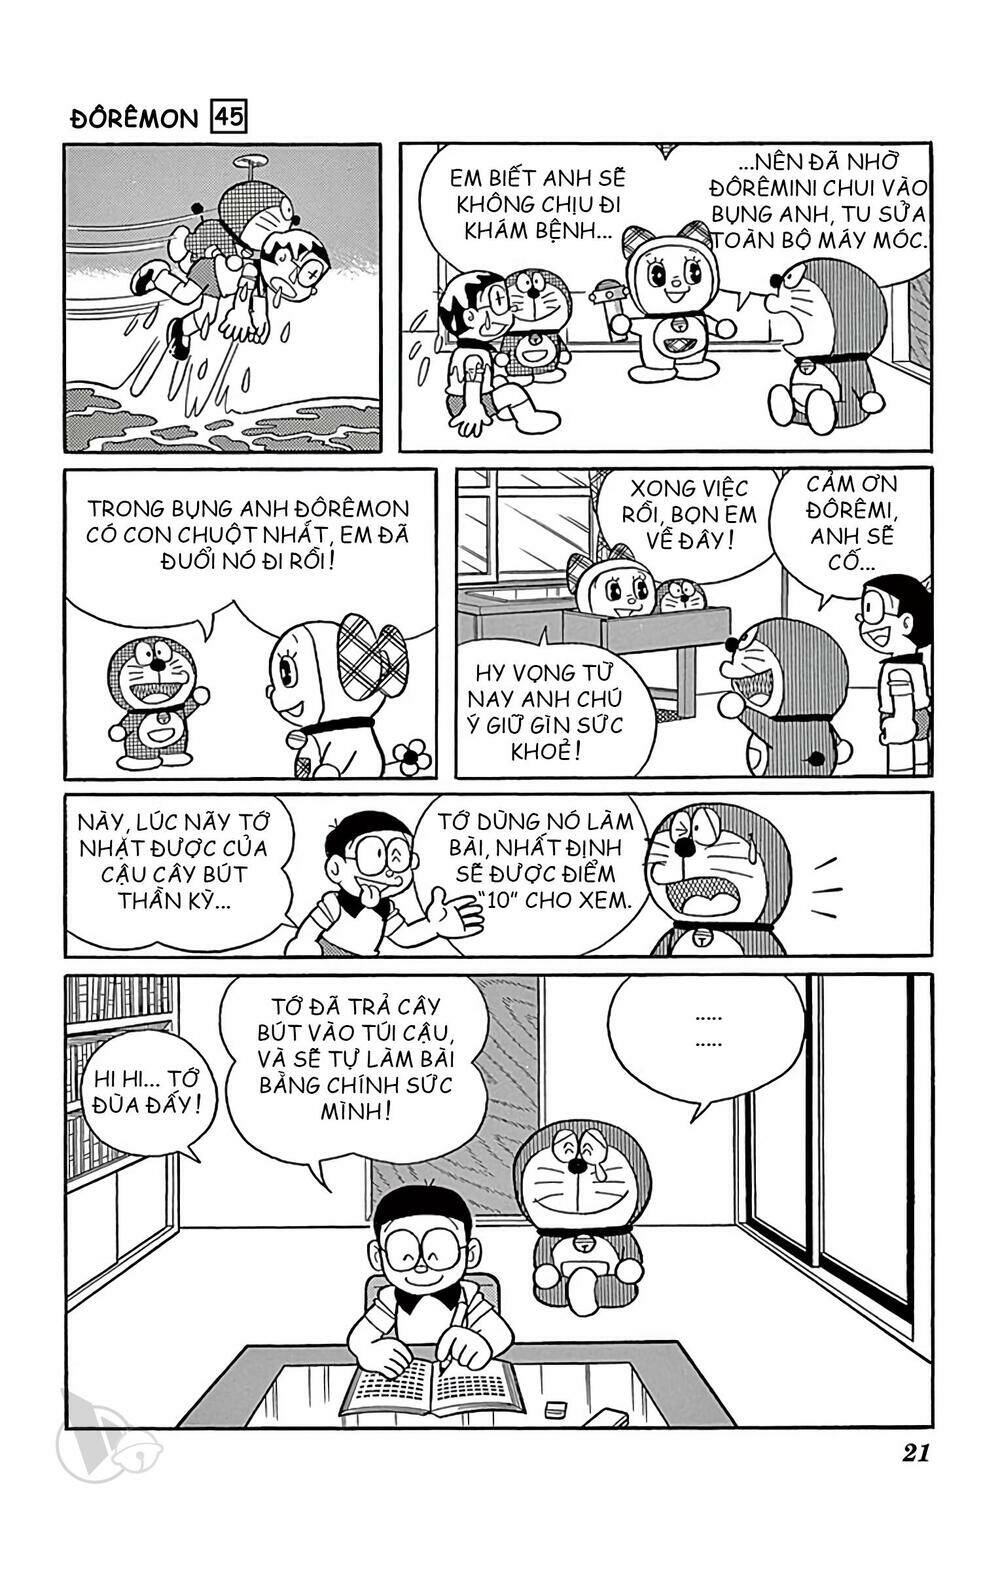 ĐÔRÊMON 45
EM BIẾT ANH SẼ
KHÔNG CHỊU ĐI
KHÁM BỆNH...
...NÊN ĐÃ NHỜ
ĐÔRÊMINI CHUI VÀO
BỤNG ANH, TU SỬA
TOÀN BỘ MÁY MÓC.
TRONG BỤNG ANH ĐÔRÊMON
CÓ CON CHUỘT NHẮT, EM ĐÃ
ĐUỔI NÓ ĐI RỒI!
XONG VIỆC
RỒI, BỌN EM
VỀ ĐÂY!
CẢM ƠN
ĐÔRÊMI,
ANH SẼ
CỐ...
HY VỌNG TỪ
NAY ANH CHÚ
Ý GIỮ GÌN SỨC
KHOẺ!
NÀY, LÚC NÃY TỚ
NHẶT ĐƯỢC CỦA
CẬU CÂY BÚT
THẦN KỲ...
TỚ DÙNG NÓ LÀM
BÀI, NHẤT ĐỊNH
SẼ ĐƯỢC ĐIỂM
“10” CHO XEM.
HI HI... TỚ
ĐÙA ĐẤY!
TỚ ĐÃ TRẢ CÂY
BÚT VÀO TÚI CẬU,
VÀ SẼ TỰ LÀM BÀI
BẰNG CHÍNH SỨC
MÌNH!
.....
.....
21